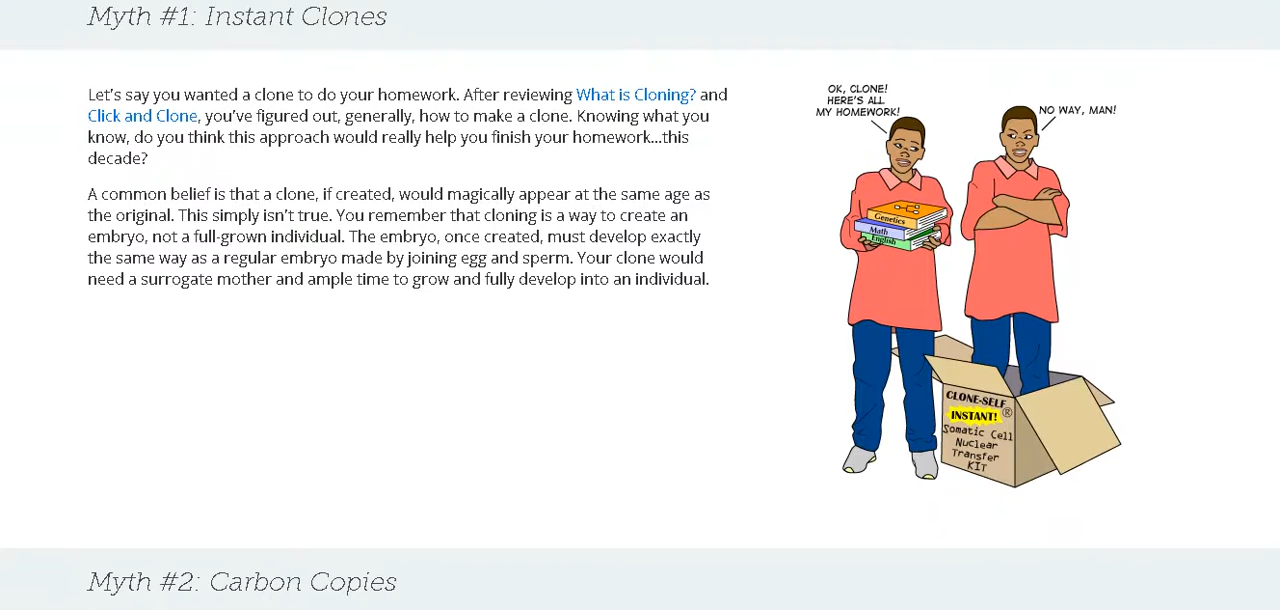 Myth #1: Instant Clones
Let's say you wanted a clone to do your homework. After reviewing What is Cloning? and
Click and Clone, you've figured out, generally, how to make a clone. Knowing what you
know, do you think this approach would really help you finish your homework...this
decade?
A common belief is that a clone, if created, would magically appear at the same age as
the original. This simply isn't true. You remember that cloning is a way to create an
embryo, not a full-grown individual. The embryo, once created, must develop exactly
the same way as a regular embryo made by joining egg and sperm. Your clone would
need a surrogate mother and ample time to grow and fully develop into an individual.
OK, CLONE!
HERE'S ALL
MY HOMEWORK!
NO WAY, MAN!
Genetics
Math
English
CLONE-SELF
INSTANT! ®
Somatic Cell
Nuclear
Transfer
KIT
Myth #2: Carbon Copies